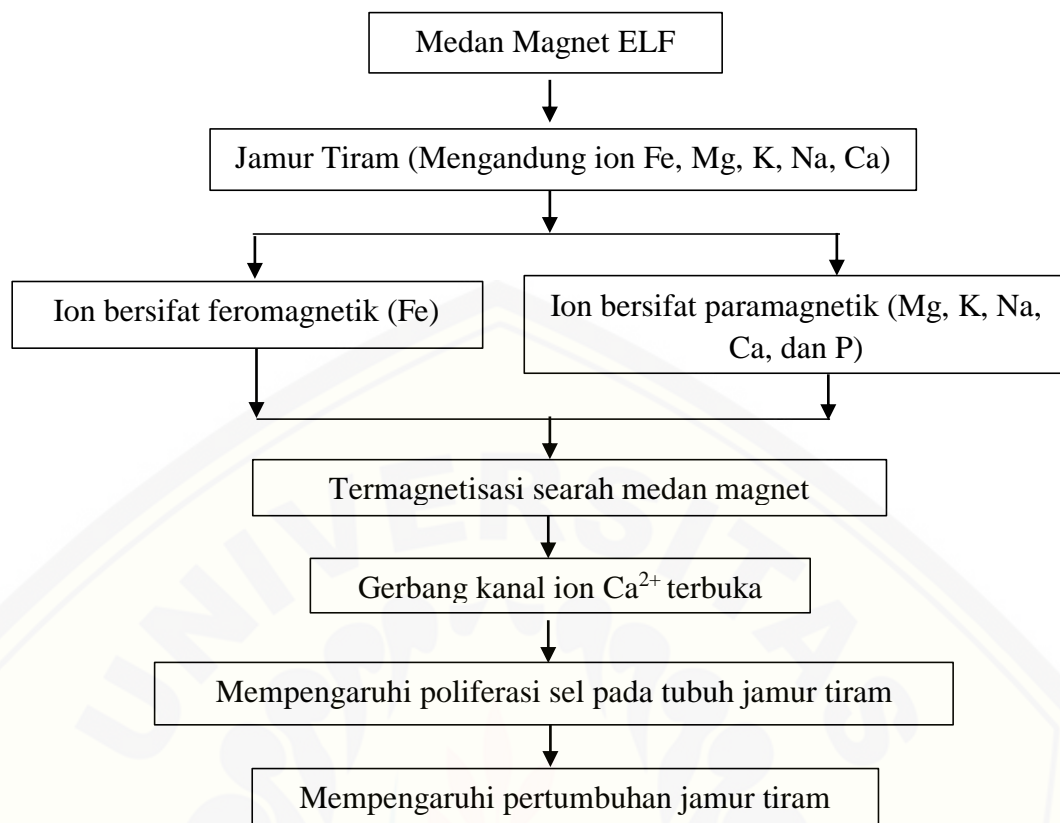 Medan Magnet ELF
Jamur Tiram (Mengandung ion Fe, Mg, K, Na, Ca)
Ion bersifat feromagnetik (Fe)
Ion bersifat paramagnetik (Mg, K, Na,
Ca, dan P)
Termagnetisasi searah medan magnet
Gerbang kanal ion Ca²⁺ terbuka
Mempengaruhi poliferasi sel pada tubuh jamur tiram
Mempengaruhi pertumbuhan jamur tiram
UNIVERSITAS